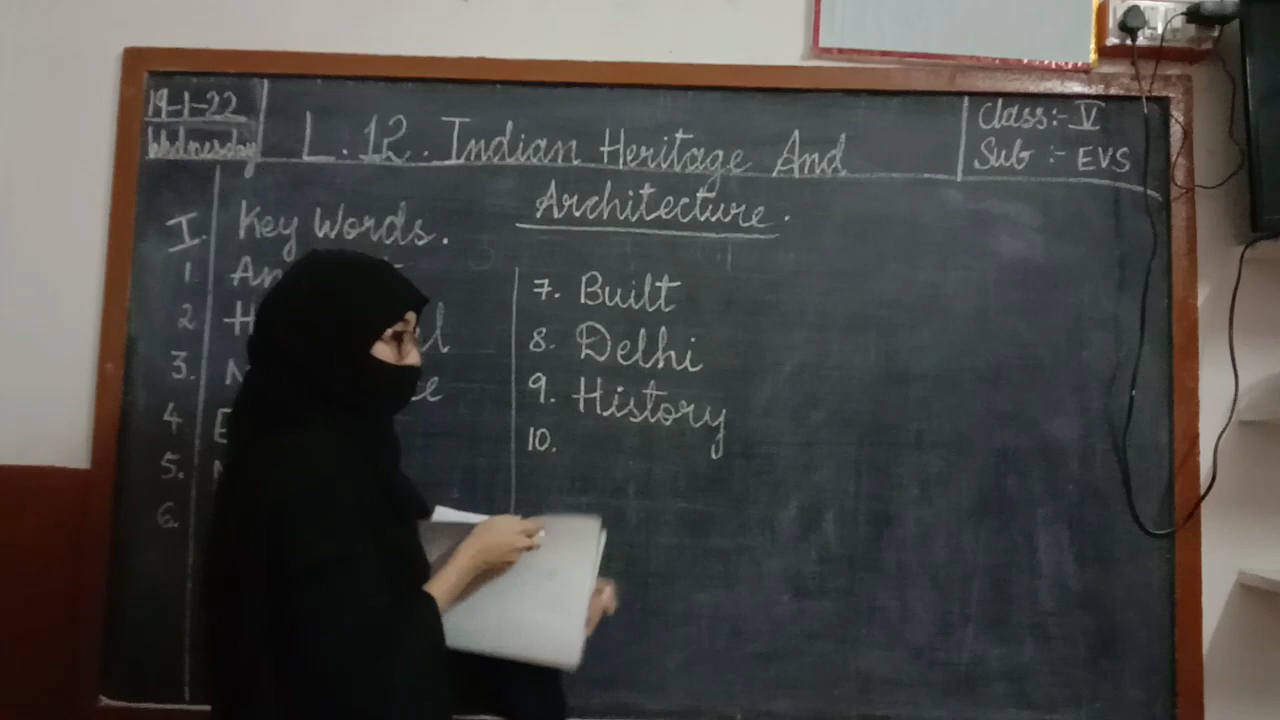 19-1-22
Wednesday
L. 12. Indian Heritage And
Architecture.
Class:- V
Sub :- EVS
I. Key Words.
1.
2
3.
4.
5.
6.
7. Built
8. Delhi
9. History
10.